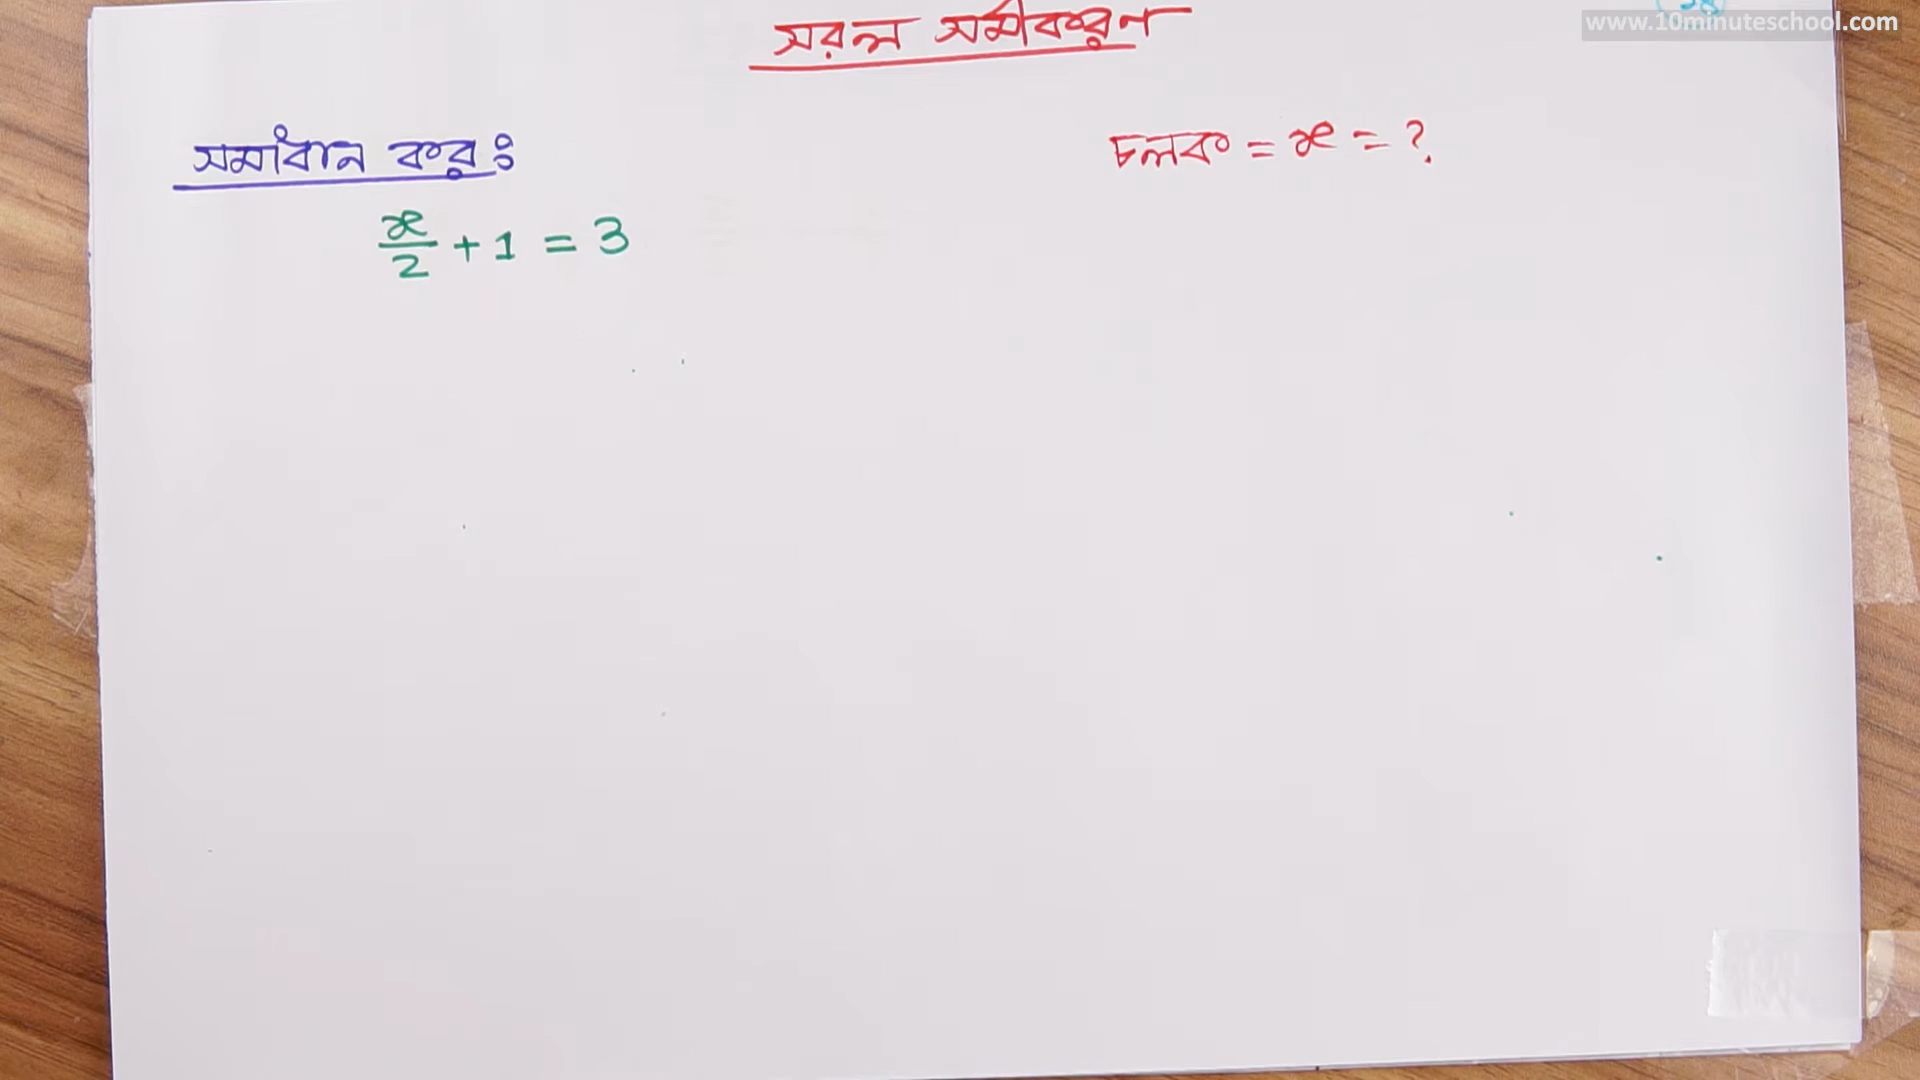 www.10minuteschool.com
সরল সমীকরণ
সমাধান কর ঃ
চলক = x = ?
x/2 + 1 = 3